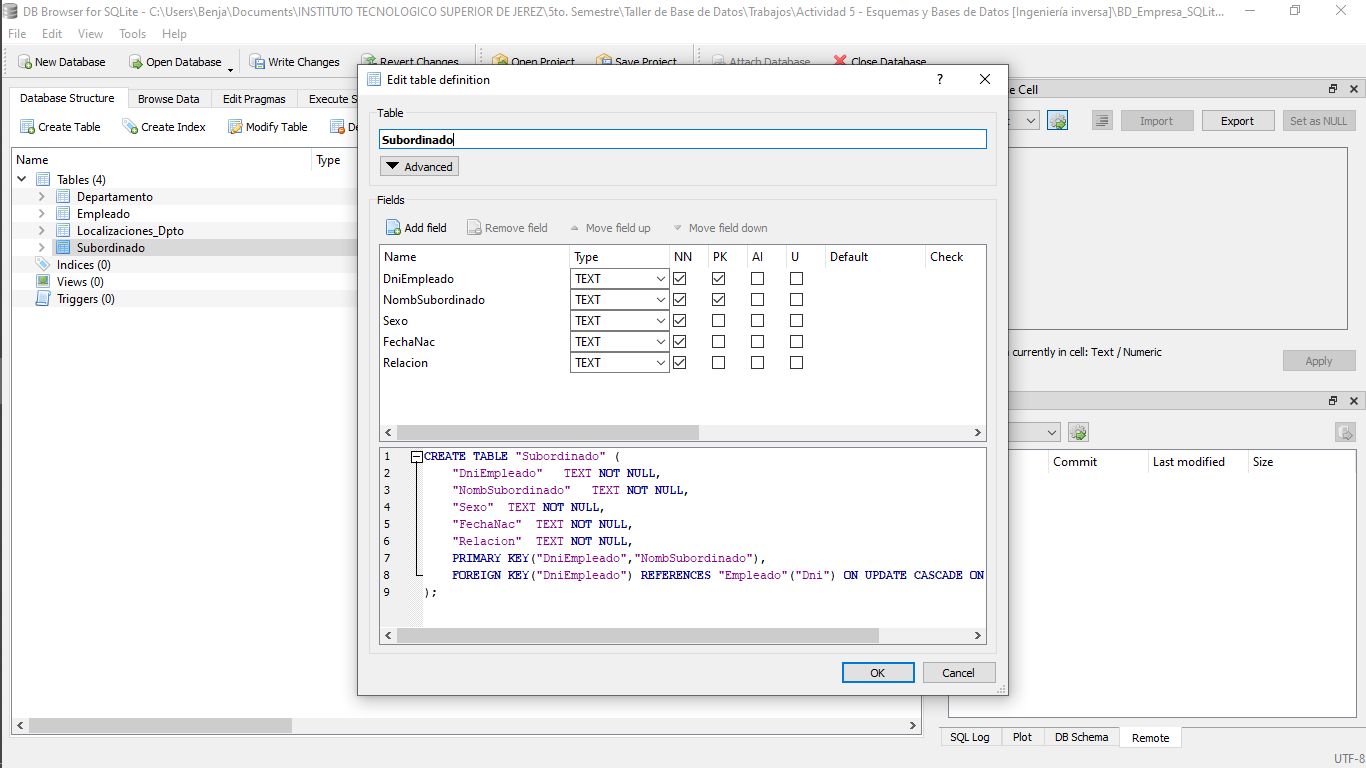 DB Browser for SQLite - C:\Users\Benja\Documents\INSTITUTO TECNOLOGICO SUPERIOR DE JEREZ\5to. Semestre\Taller de Base de Datos\Trabajos\Actividad 5 - Esquemas y Bases de Datos [Ingeniería inversa]\BD_Empresa_SQLit...
File Edit View Tools Help
New Database Open Database Write Changes Revert Changes Open Project Save Project Attach Database Close Database
Database Structure Browse Data Edit Pragmas Execute S
Create Table Create Index Modify Table De
Name Type
Tables (4)
Departamento
Empleado
Localizaciones_Dpto
Subordinado
Indices (0)
Views (0)
Triggers (0)
Edit table definition ?
Table
Subordinado
Advanced
Fields
Add field Remove field Move field up Move field down
Name Type NN PK AI U Default Check
DniEmpleado TEXT
NombSubordinado TEXT
Sexo TEXT
FechaNac TEXT
Relacion TEXT
1 CREATE TABLE "Subordinado" (
2 "DniEmpleado" TEXT NOT NULL,
3 "NombSubordinado" TEXT NOT NULL,
4 "Sexo" TEXT NOT NULL,
5 "FechaNac" TEXT NOT NULL,
6 "Relacion" TEXT NOT NULL,
7 PRIMARY KEY("DniEmpleado","NombSubordinado"),
8 FOREIGN KEY("DniEmpleado") REFERENCES "Empleado"("Dni") ON UPDATE CASCADE ON
9 );
OK Cancel
e Cell
t Import Export Set as NULL
currently in cell: Text / Numeric
Apply
Commit Last modified Size
SQL Log Plot DB Schema Remote
UTF-8